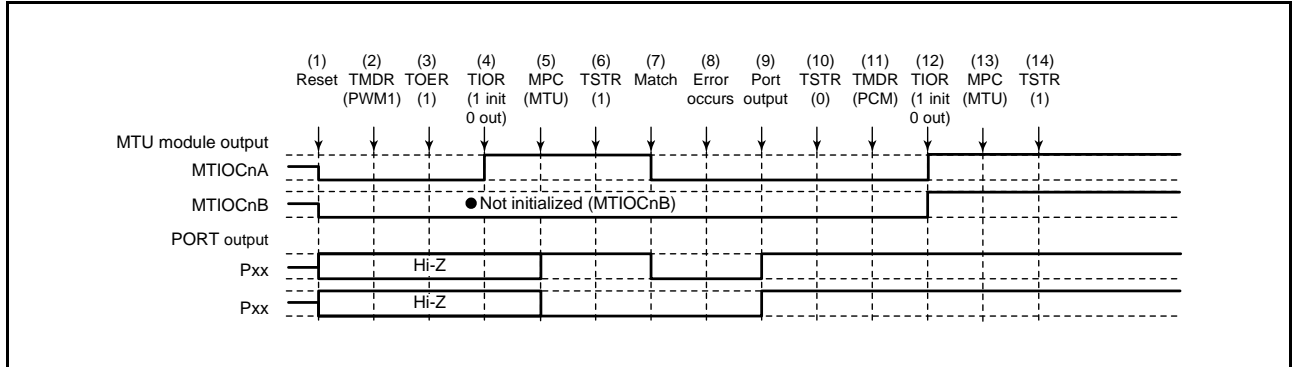 (1) (2) (3) (4) (5) (6) (7) (8) (9) (10) (11) (12) (13) (14)
Reset TMDR TOER TIOR MPC TSTR Match Error Port TSTR TMDR TIOR MPC TSTR
(PWM1) (1) (1 init (MTU) (1) occurs output (0) (PCM) (1 init (MTU) (1)
0 out) 0 out)
MTU module output
MTIOCnA
MTIOCnB ●Not initialized (MTIOCnB)
PORT output
Pxx Hi-Z
Pxx Hi-Z